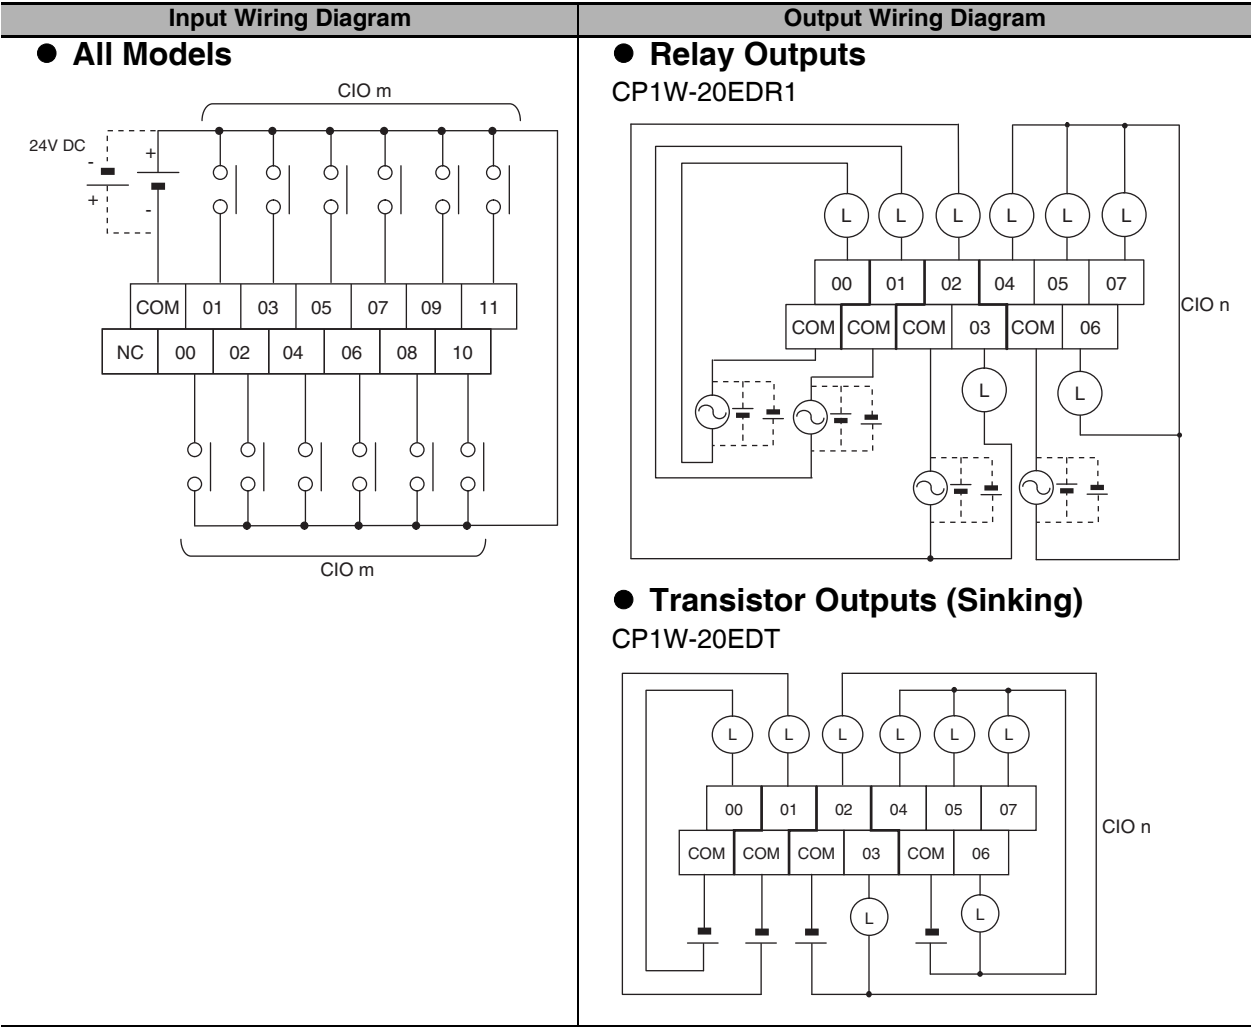 Input Wiring Diagram
Output Wiring Diagram
● All Models
CIO m
24V DC
- +
+ -
COM 01 03 05 07 09 11
NC 00 02 04 06 08 10
CIO m
● Relay Outputs
CP1W-20EDR1
L L L L L L
00 01 02 04 05 07
CIO n
COM COM COM 03 COM 06
L L
● Transistor Outputs (Sinking)
CP1W-20EDT
L L L L L L
00 01 02 04 05 07
CIO n
COM COM COM 03 COM 06
L L